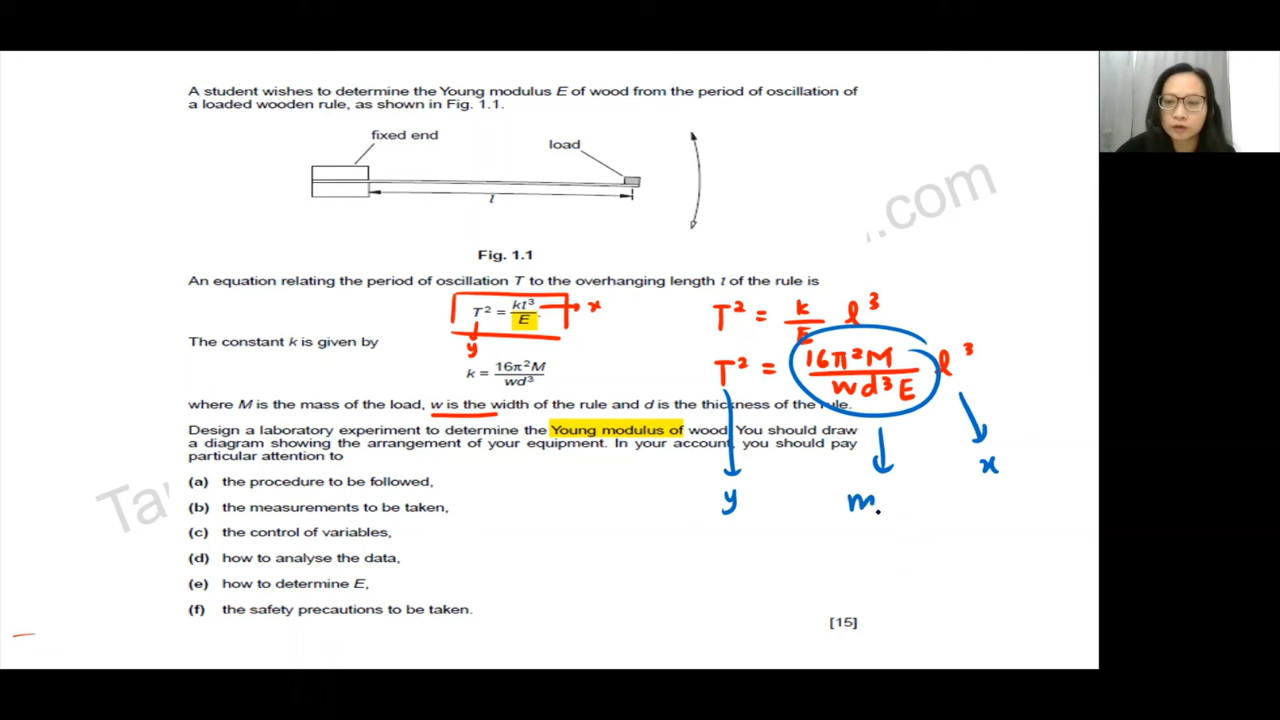 A student wishes to determine the Young modulus E of wood from the period of oscillation of
a loaded wooden rule, as shown in Fig. 1.1.
fixed end
load
l
Fig. 1.1
An equation relating the period of oscillation T to the overhanging length l of the rule is
T² = kl³/E.
x
y
The constant k is given by
k = 16π²M/wd³
where M is the mass of the load, w is the width of the rule and d is the thickness of the rule.
Design a laboratory experiment to determine the Young modulus of wood. You should draw
a diagram showing the arrangement of your equipment. In your account, you should pay
particular attention to
(a) the procedure to be followed,
(b) the measurements to be taken,
(c) the control of variables,
(d) how to analyse the data,
(e) how to determine E,
(f) the safety precautions to be taken.
[15]
T² = k/E l³
T² = 16π²M/wd³E l³
y
m
x
Ta
.com